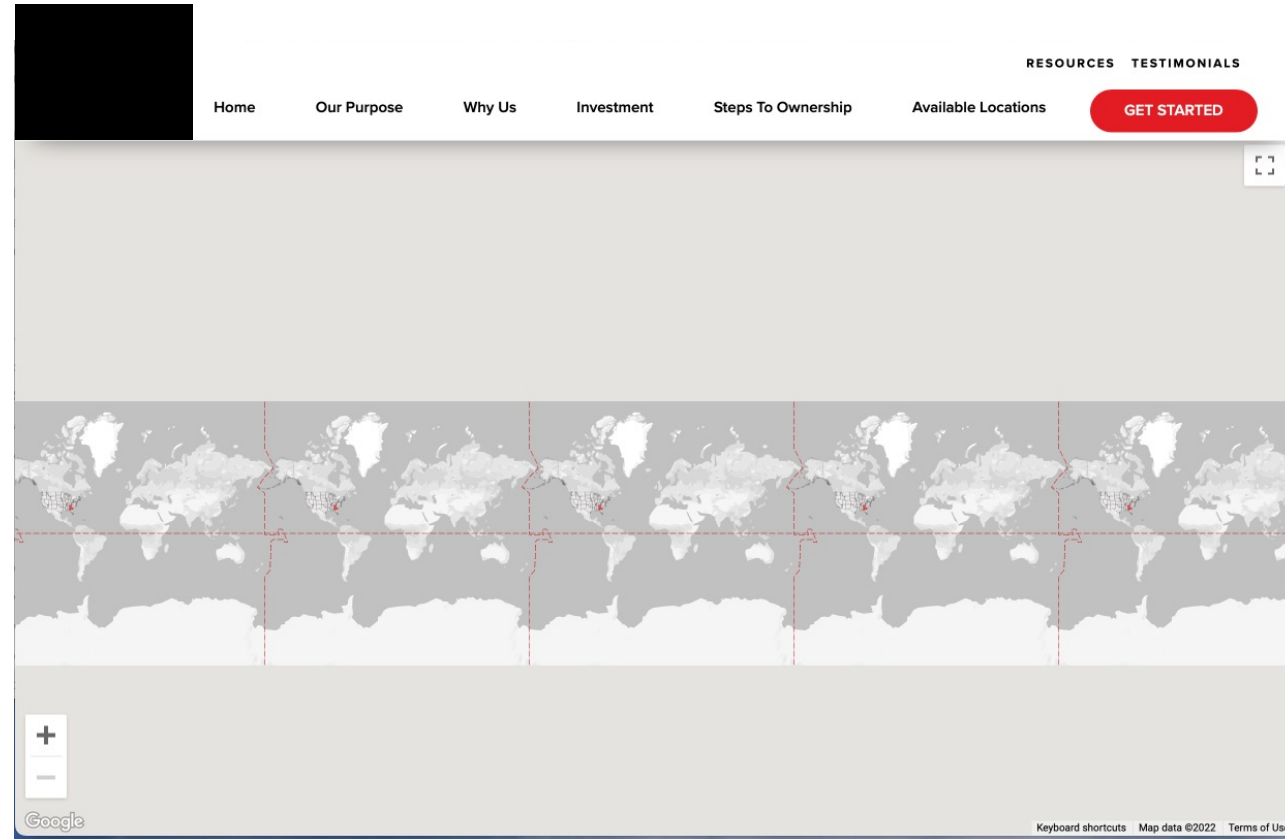 RESOURCES TESTIMONIALS
Home Our Purpose Why Us Investment Steps To Ownership Available Locations GET STARTED
Google
Keyboard shortcuts Map data ©2022 Terms of Us